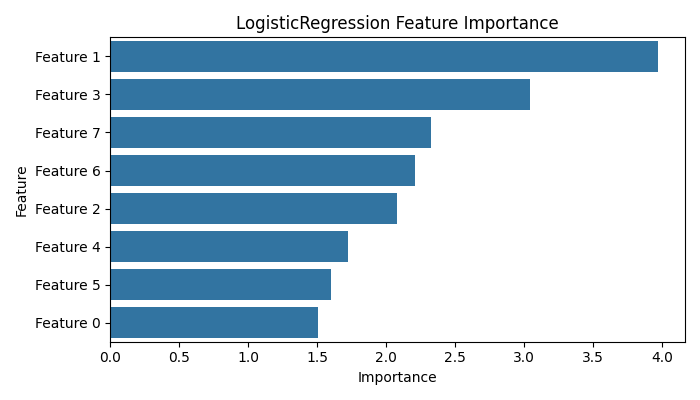 LogisticRegression Feature Importance
Feature 1
Feature 3
Feature 7
Feature 6
Feature 2
Feature 4
Feature 5
Feature 0
Feature
0.0 0.5 1.0 1.5 2.0 2.5 3.0 3.5 4.0
Importance